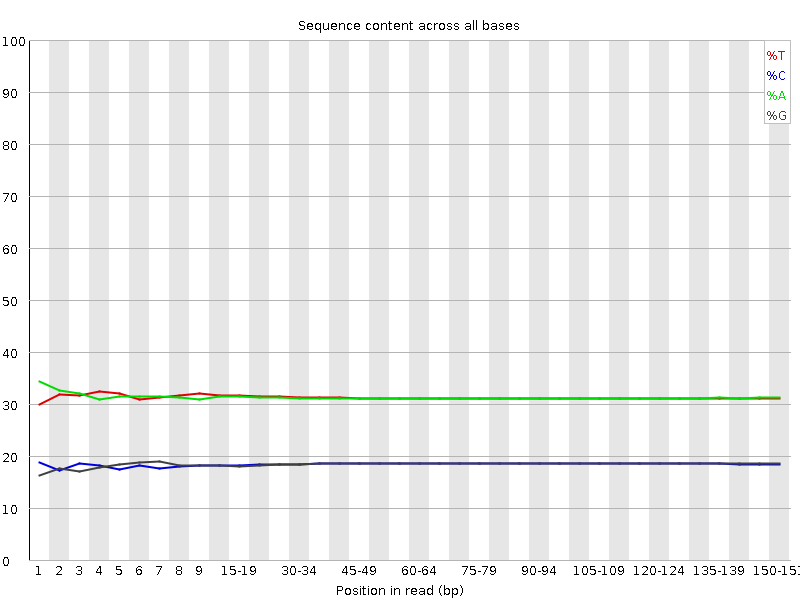 Sequence content across all bases
100
90
80
70
60
50
40
30
20
10
0
%T
%C
%A
%G
1 2 3 4 5 6 7 8 9 15-19 30-34 45-49 60-64 75-79 90-94 105-109 120-124 135-139 150-151
Position in read (bp)